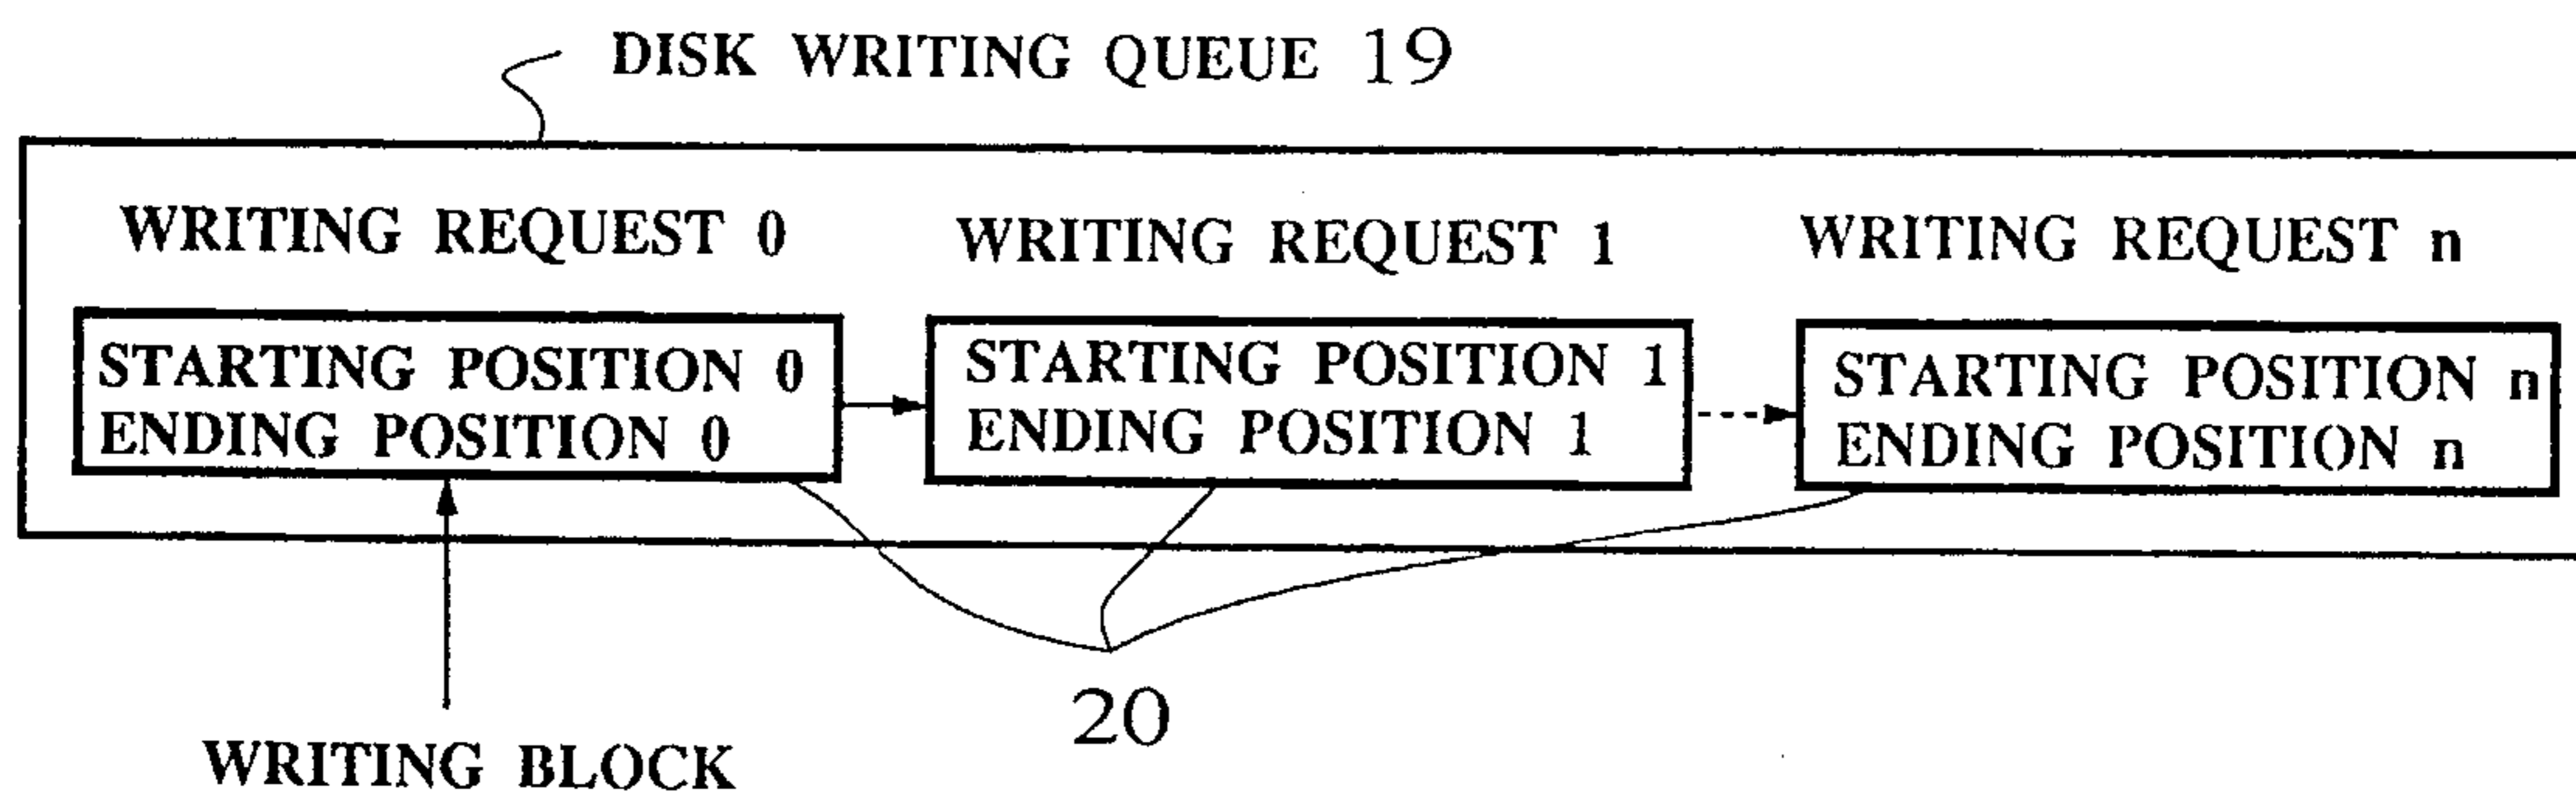 DISK WRITING QUEUE 19
WRITING REQUEST 0
WRITING REQUEST 1
WRITING REQUEST n
STARTING POSITION 0
ENDING POSITION 0
STARTING POSITION 1
ENDING POSITION 1
STARTING POSITION n
ENDING POSITION n
20
WRITING BLOCK